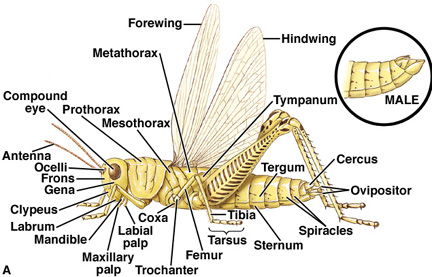 Forewing
Hindwing
Metathorax
Compound
eye
Prothorax
Mesothorax
Tympanum
MALE
Antenna
Ocelli
Frons
Gena
Clypeus
Labrum
Mandible
Maxillary
palp
Labial
palp
Coxa
Trochanter
Femur
Tibia
Tarsus
Sternum
Tergum
Cercus
Ovipositor
Spiracles
A